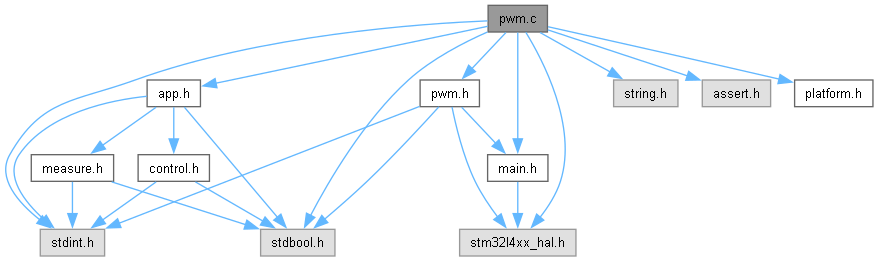 pwm.c
app.h
pwm.h
string.h
assert.h
platform.h
measure.h
control.h
main.h
stdint.h
stdbool.h
stm32l4xx_hal.h